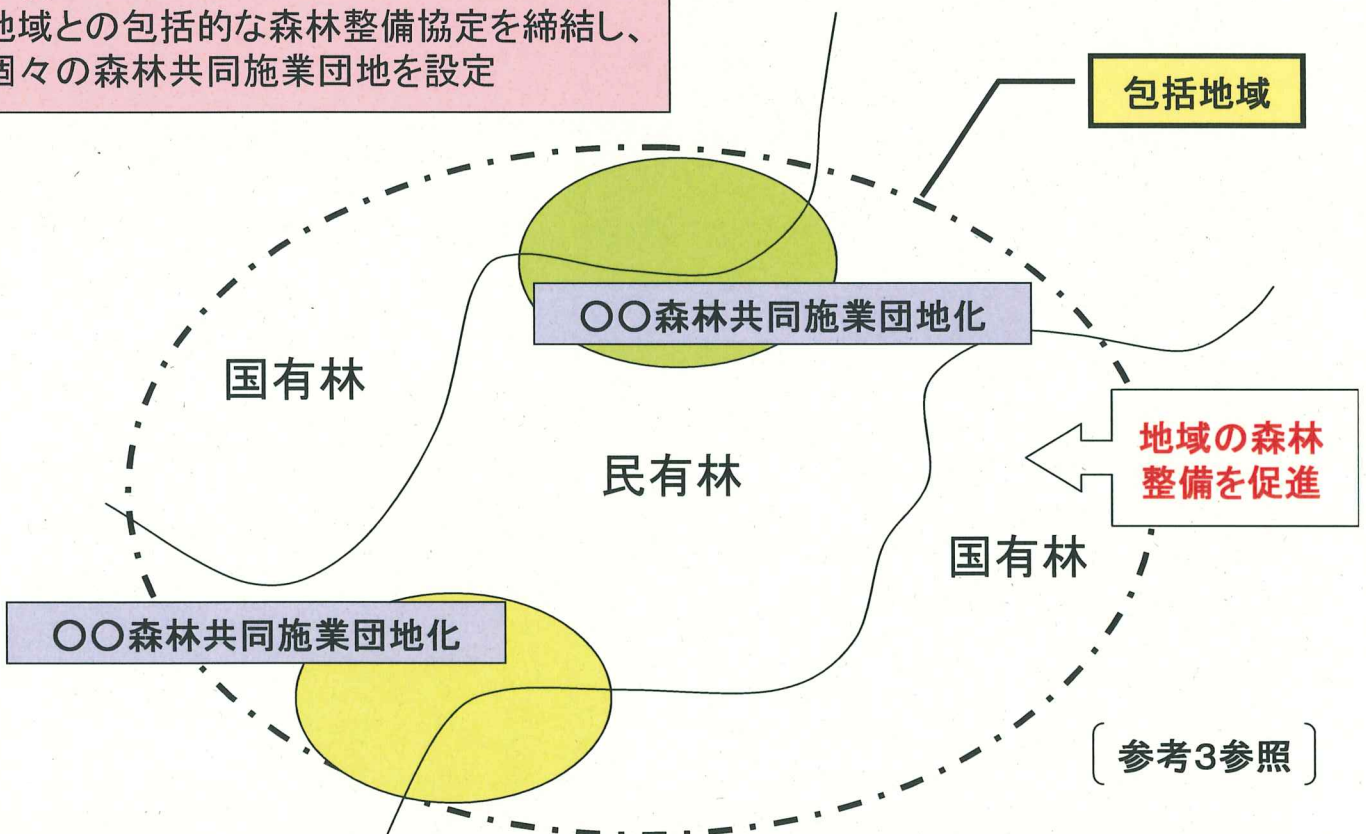 地域との包括的な森林整備協定を締結し、
個々の森林共同施業団地を設定
包括地域
〇〇森林共同施業団地化
国有林
地域の森林
整備を促進
民有林
国有林
〇〇森林共同施業団地化
参考3参照